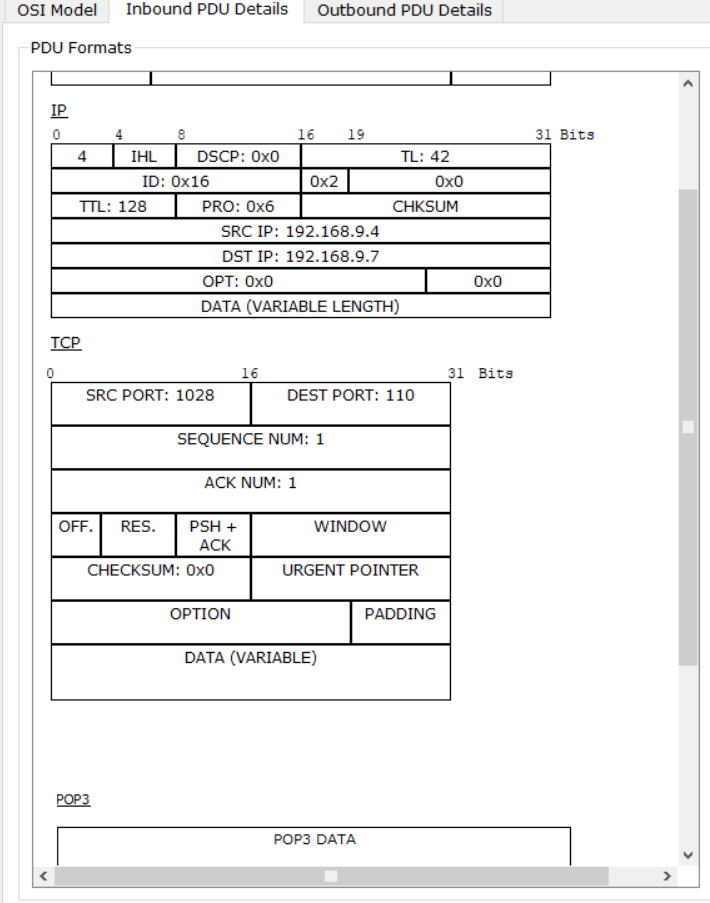 OSI Model Inbound PDU Details Outbound PDU Details
PDU Formats
IP
0 4 8 16 19 31 Bits
4 IHL DSCP: 0x0 TL: 42
ID: 0x16 0x2 0x0
TTL: 128 PRO: 0x6 CHKSUM
SRC IP: 192.168.9.4
DST IP: 192.168.9.7
OPT: 0x0 0x0
DATA (VARIABLE LENGTH)
TCP
0 16 31 Bits
SRC PORT: 1028 DEST PORT: 110
SEQUENCE NUM: 1
ACK NUM: 1
OFF. RES. PSH + WINDOW
ACK
CHECKSUM: 0x0 URGENT POINTER
OPTION PADDING
DATA (VARIABLE)
POP3
POP3 DATA